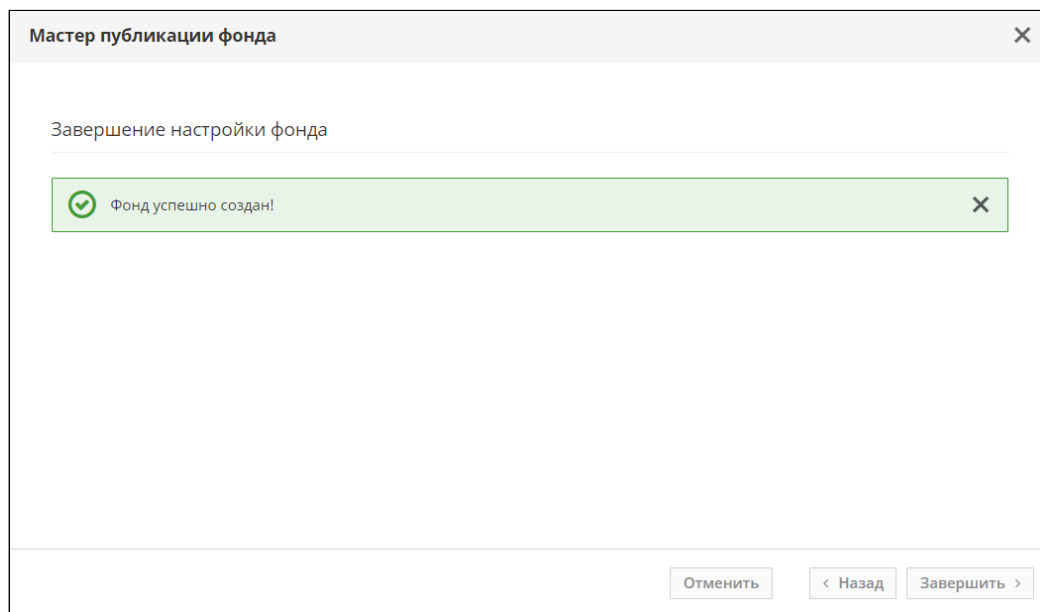 Мастер публикации фонда
Завершение настройки фонда
Фонд успешно создан!
Отменить
Назад
Завершить